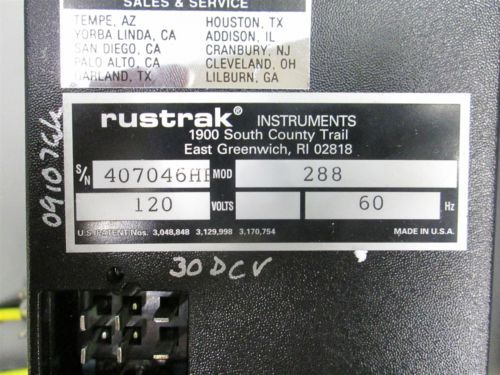 SALES & SERVICE
TEMPE, AZ HOUSTON, TX
YORBA LINDA, CA ADDISON, IL
SAN DIEGO, CA CRANBURY, NJ
PALO ALTO, CA CLEVELAND, OH
GARLAND, TX LILBURN, GA
rustrak® INSTRUMENTS
1900 South County Trail
East Greenwich, RI 02818
S/N 407046HE MOD 288
120 VOLTS 60 Hz
U.S. PATENT Nos. 3,048,848 3,129,998 3,170,754 MADE IN U.S.A.
30 DCV